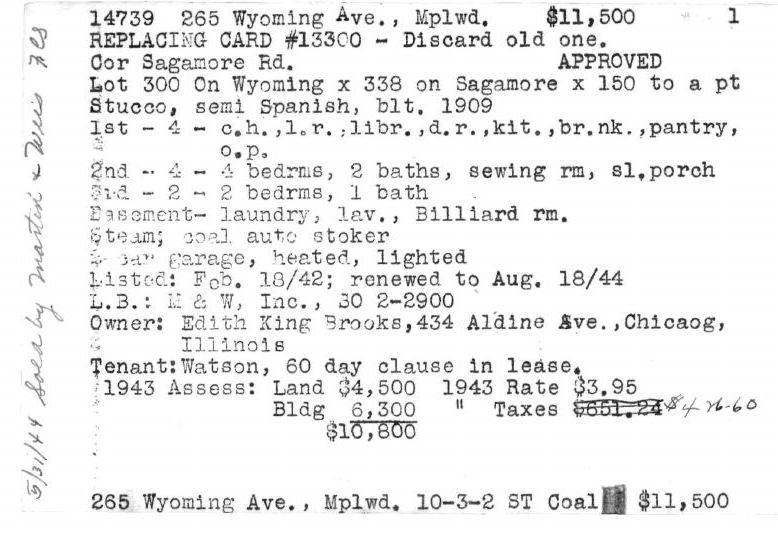 14739 265 Wyoming Ave., Mplwd. $11,500 1
REPLACING CARD #13300 - Discard old one.
Cor Sagamore Rd. APPROVED
Lot 300 On Wyoming x 338 on Sagamore x 150 to a pt
Stucco, semi Spanish, blt. 1909
1st - 4 - c.h.,l.r.,libr.,d.r.,kit.,br.nk.,pantry,
o.p.
2nd - 4 - 4 bedrms, 2 baths, sewing rm, sl.porch
3rd - 2 - 2 bedrms, 1 bath
Basement- laundry, lav., Billiard rm.
Steam; coal auto stoker
car garage, heated, lighted
Listed: Feb. 18/42; renewed to Aug. 18/44
L.B.: M & W, Inc., SO 2-2900
Owner: Edith King Brooks,434 Aldine Ave.,Chicaog,
Illinois
Tenant:Watson, 60 day clause in lease.
1943 Assess: Land $4,500 1943 Rate $3.95
Bldg 6,300 " Taxes $651.24 $426.60
$10,800
265 Wyoming Ave., Mplwd. 10-3-2 ST Coal $11,500
5/31/44 Sold by Martin & Weis